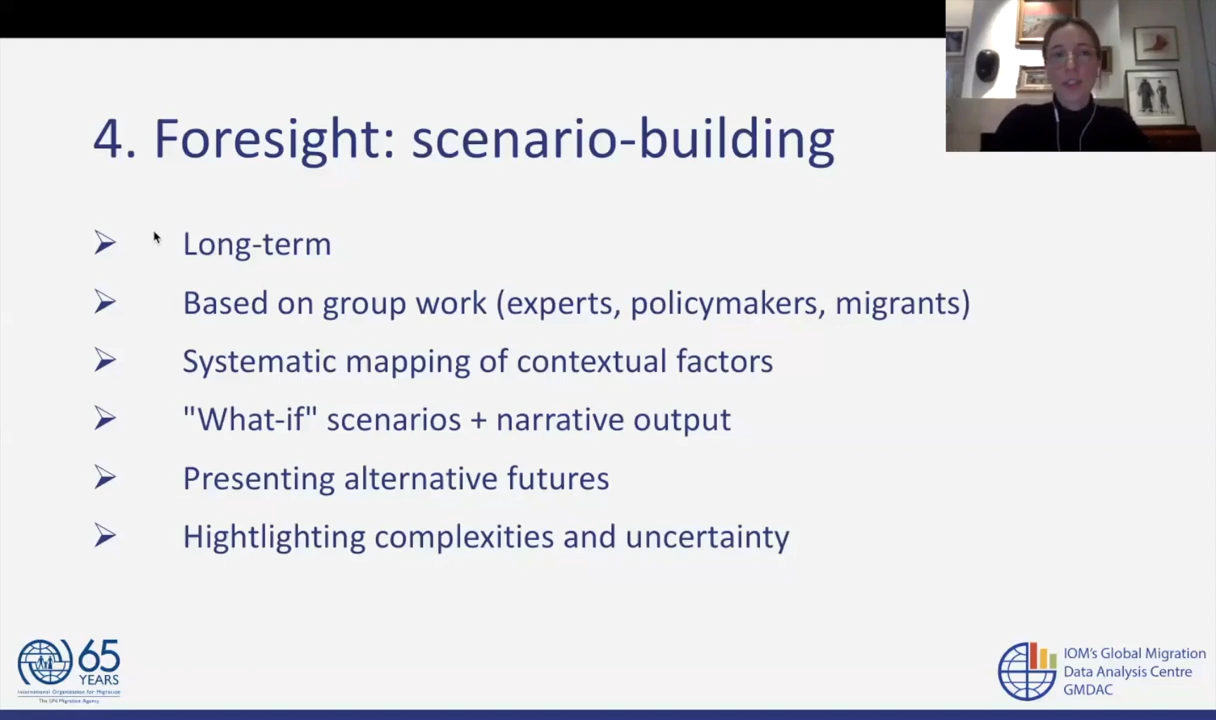 4. Foresight: scenario-building
Long-term
Based on group work (experts, policymakers, migrants)
Systematic mapping of contextual factors
"What-if" scenarios + narrative output
Presenting alternative futures
Hightlighting complexities and uncertainty
65
YEARS
International Organization for Migration
The UN Migration Agency
IOM's Global Migration
Data Analysis Centre
GMDAC